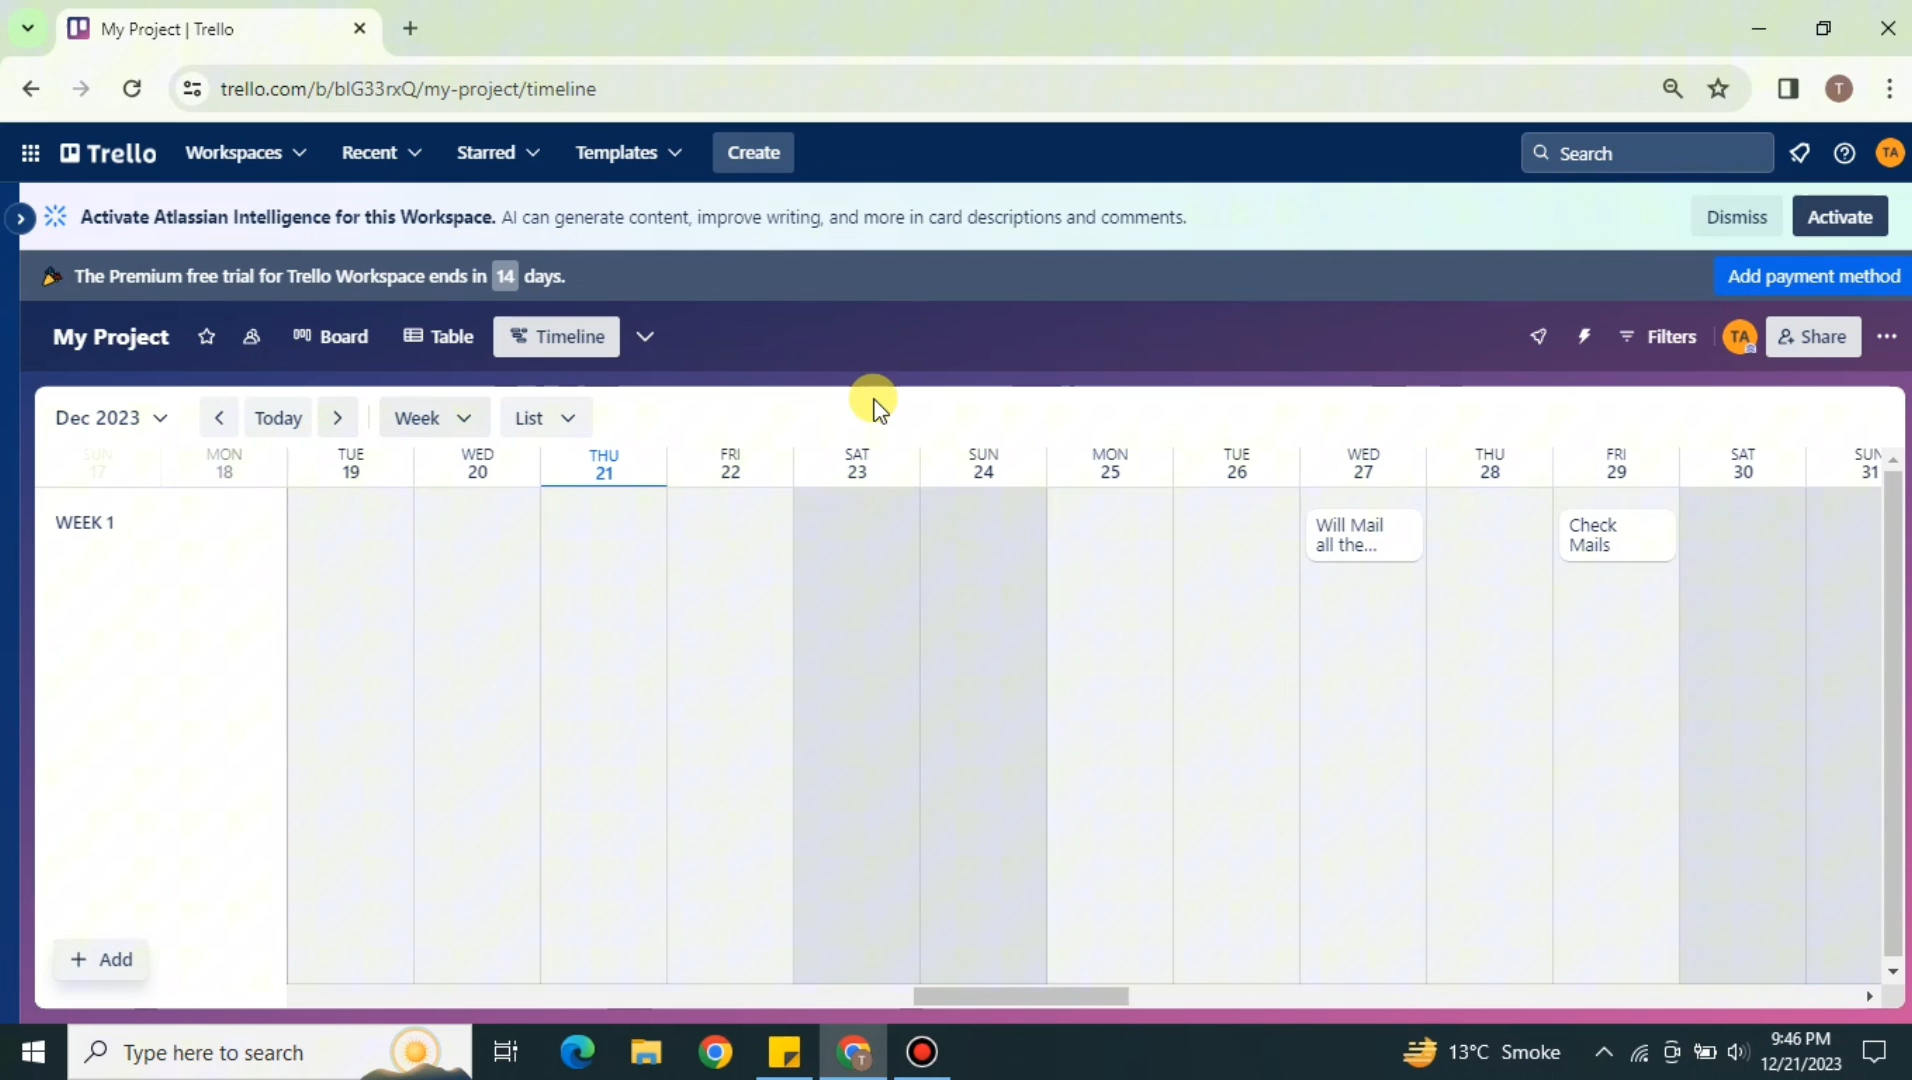 My Project | Trello
trello.com/b/blG33rxQ/my-project/timeline
T
Trello Workspaces Recent Starred Templates Create Search TA
Activate Atlassian Intelligence for this Workspace. AI can generate content, improve writing, and more in card descriptions and comments. Dismiss Activate
The Premium free trial for Trello Workspace ends in 14 days. Add payment method
My Project Board Table Timeline Filters TA Share
Dec 2023 Today Week List
SUN MON TUE WED THU FRI SAT SUN MON TUE WED THU FRI SAT SUN
17 18 19 20 21 22 23 24 25 26 27 28 29 30 31
WEEK 1
Will Mail
all the...
Check
Mails
+ Add
Type here to search
T
13°C Smoke
9:46 PM
12/21/2023